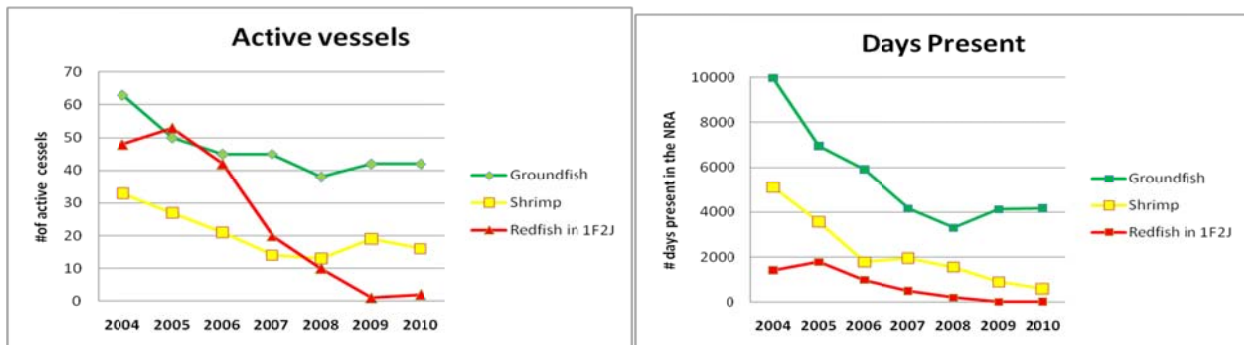 Active vessels
#of active cessels
70
60
50
40
30
20
10
0
2004 2005 2006 2007 2008 2009 2010
Groundfish
Shrimp
Redfish in 1F2J
Days Present
# days present in the NRA
10000
8000
6000
4000
2000
0
2004 2005 2006 2007 2008 2009 2010
Groundfish
Shrimp
Redfish in 1F2J